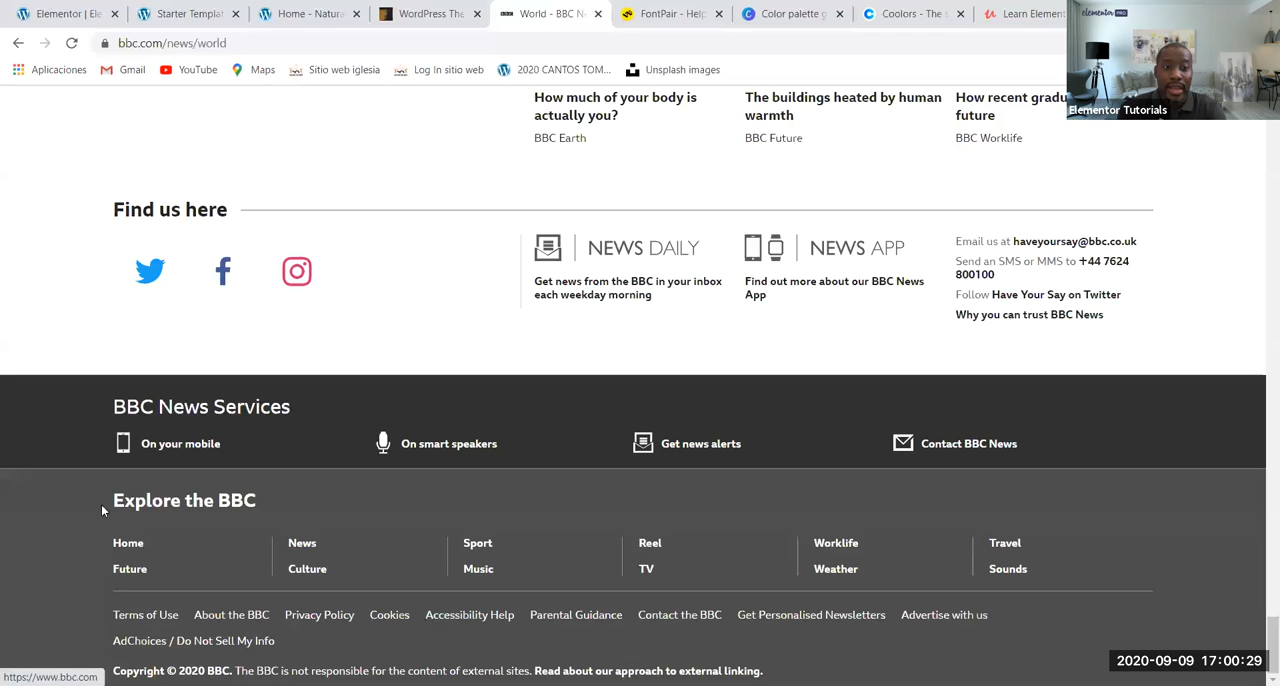 Elementor | Ele
Starter Templat
Home - Natura
WordPress The
World - BBC Ne
FontPair - Help
Color palette g
Coolors - The s
Learn Element
bbc.com/news/world
Aplicaciones
Gmail
YouTube
Maps
Sitio web iglesia
Log In sitio web
2020 CANTOS TOM...
Unsplash images
elementor PRO
Elementor Tutorials
How much of your body is
actually you?
BBC Earth
The buildings heated by human
warmth
BBC Future
How recent gradu
future
BBC Worklife
Find us here
NEWS DAILY
Get news from the BBC in your inbox
each weekday morning
NEWS APP
Find out more about our BBC News
App
Email us at haveyoursay@bbc.co.uk
Send an SMS or MMS to +44 7624
800100
Follow Have Your Say on Twitter
Why you can trust BBC News
BBC News Services
On your mobile
On smart speakers
Get news alerts
Contact BBC News
Explore the BBC
Home
News
Sport
Reel
Worklife
Travel
Future
Culture
Music
TV
Weather
Sounds
Terms of Use
About the BBC
Privacy Policy
Cookies
Accessibility Help
Parental Guidance
Contact the BBC
Get Personalised Newsletters
Advertise with us
AdChoices / Do Not Sell My Info
Copyright © 2020 BBC. The BBC is not responsible for the content of external sites. Read about our approach to external linking.
2020-09-09 17:00:29
https://www.bbc.com